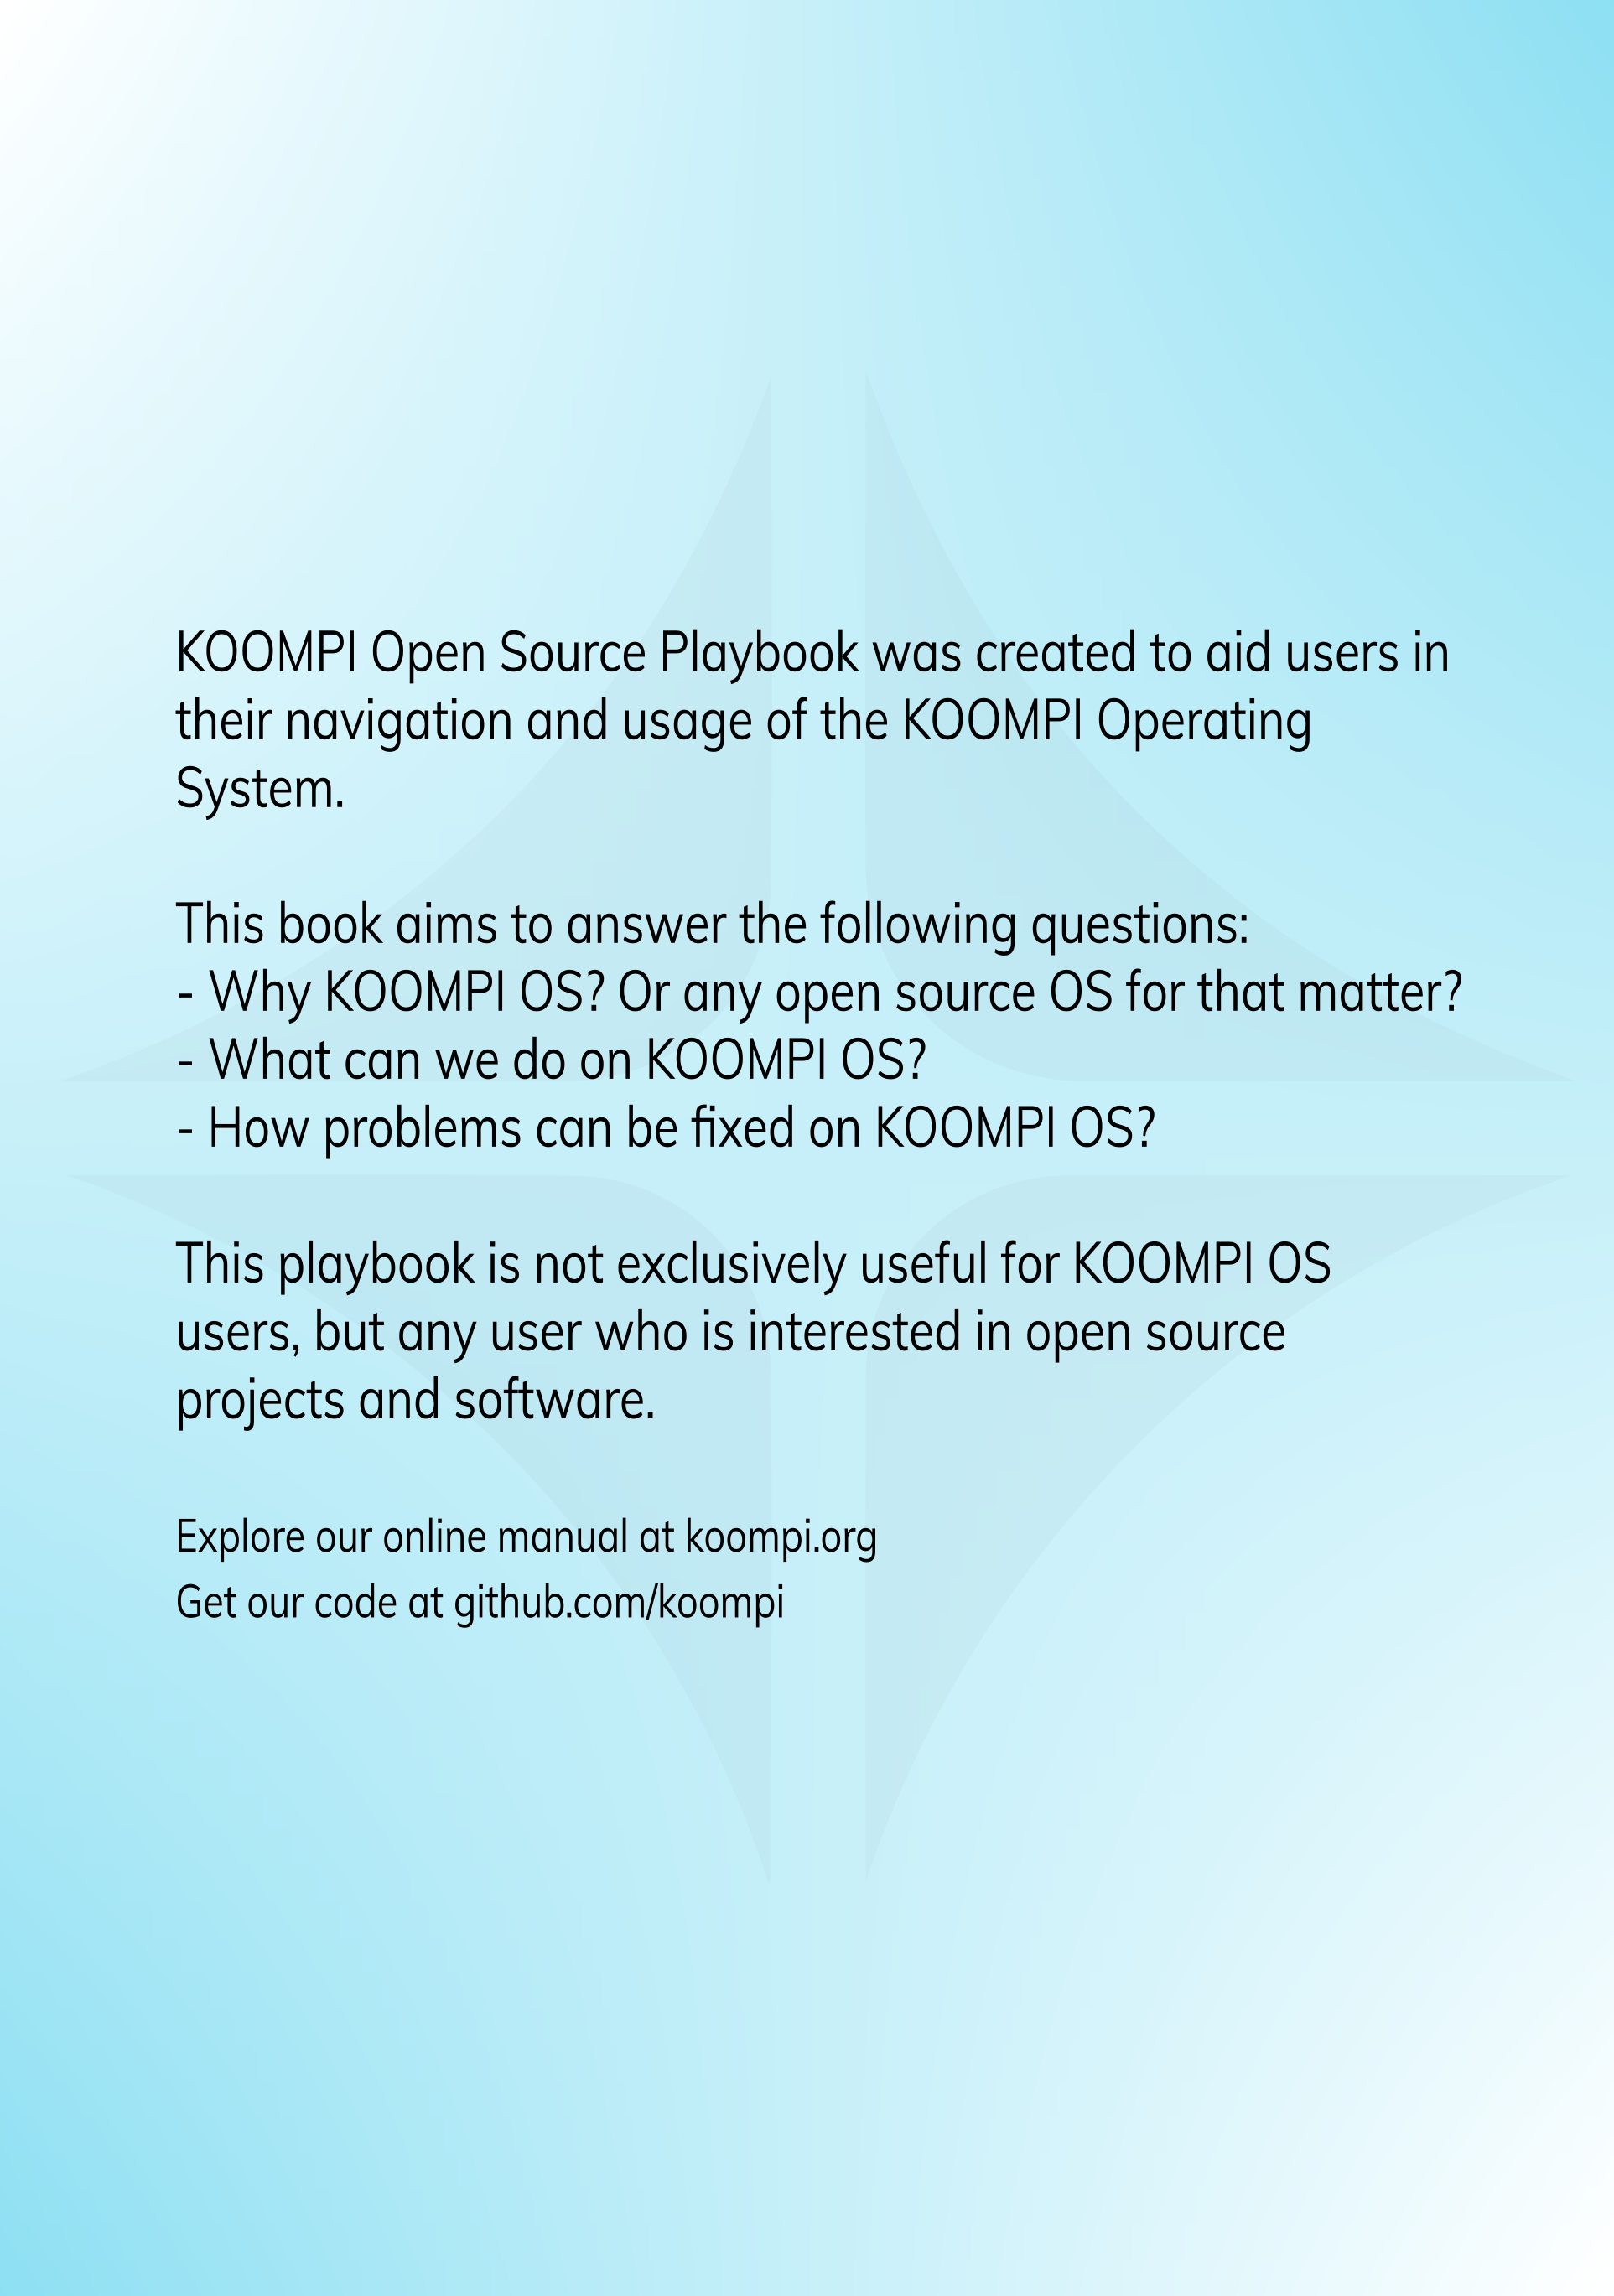 KOOMPI Open Source Playbook was created to aid users in
their navigation and usage of the KOOMPI Operating
System.
This book aims to answer the following questions:
- Why KOOMPI OS? Or any open source OS for that matter?
- What can we do on KOOMPI OS?
- How problems can be fixed on KOOMPI OS?
This playbook is not exclusively useful for KOOMPI OS
users, but any user who is interested in open source
projects and software.
Explore our online manual at koompi.org
Get our code at github.com/koompi